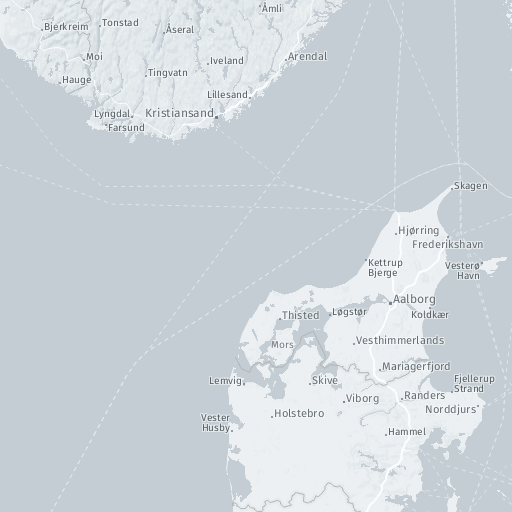 Åmli
Bjerkreim
Tonstad
Åseral
Moi
Iveland
Arendal
Tingvatn
Hauge
Lillesand
Lyngdal
Kristiansand
Farsund
Skagen
Hjørring
Frederikshavn
Kettrup
Bjerge
Vesterø
Havn
Aalborg
Thisted
Løgstør
Koldkær
Mors
Vesthimmerlands
Mariagerfjord
Lemvig
Skive
Fjellerup
Strand
Viborg
Randers
Norddjurs
Holstebro
Vester
Husby
Hammel